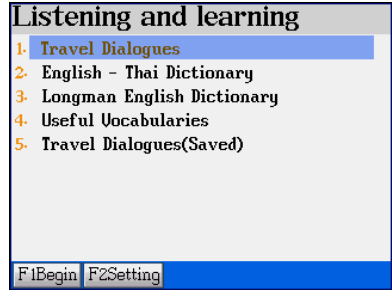 Listening and learning
1. Travel Dialogues
2. English - Thai Dictionary
3. Longman English Dictionary
4. Useful Vocabularies
5. Travel Dialogues(Saved)
F1Begin F2Setting